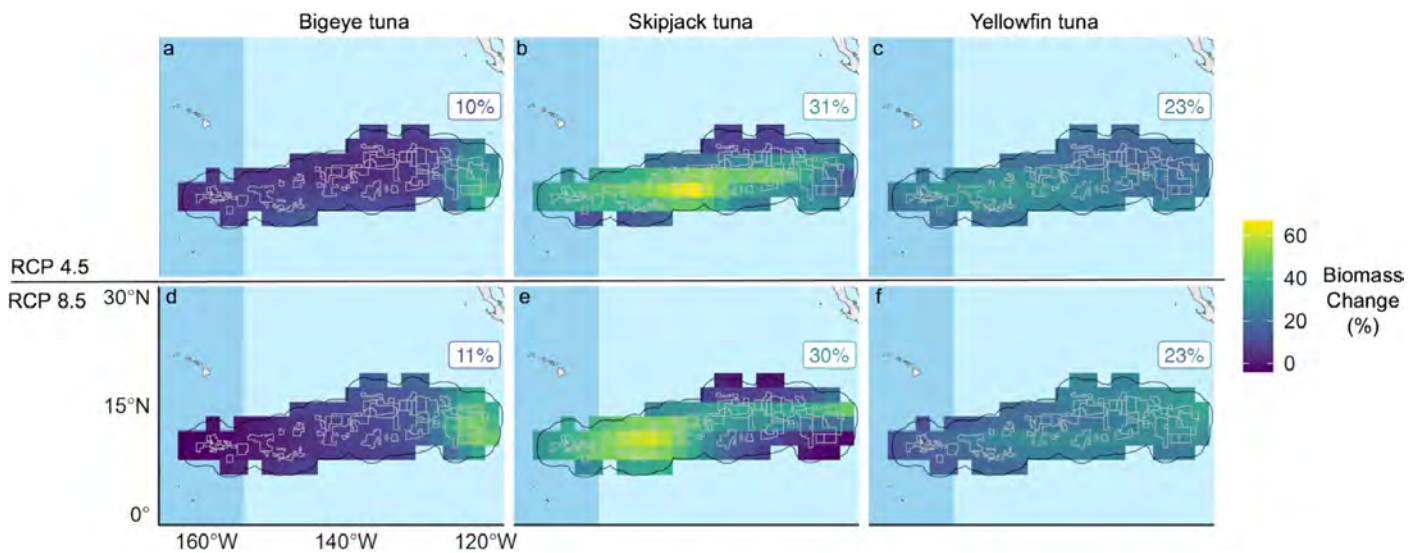 Bigeye tuna Skipjack tuna Yellowfin tuna
a b c
10% 31% 23%
RCP 4.5
RCP 8.5
30°N
15°N
0°
d e f
11% 30% 23%
160°W 140°W 120°W
60
40
20
0
Biomass
Change
(%)